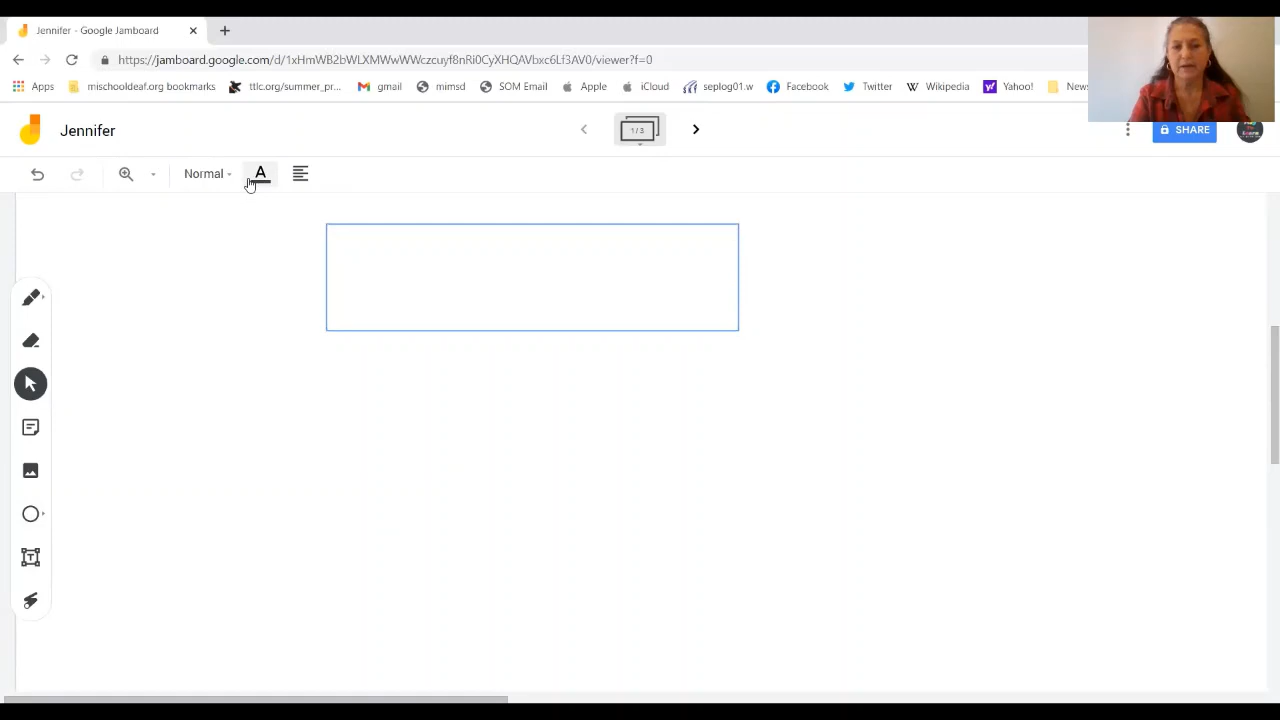 Jennifer - Google Jamboard
https://jamboard.google.com/d/1xHmWB2bWLXMWwWWczcuyf8nRi0CyXHQAVbxc6Lf3AV0/viewer?f=0
Apps mischooldeaf.org bookmarks ttlc.org/summer_pr... gmail mimsd SOM Email Apple iCloud seplog01.w Facebook Twitter Wikipedia Yahoo! News
Jennifer 1 / 3 SHARE
Normal A
T